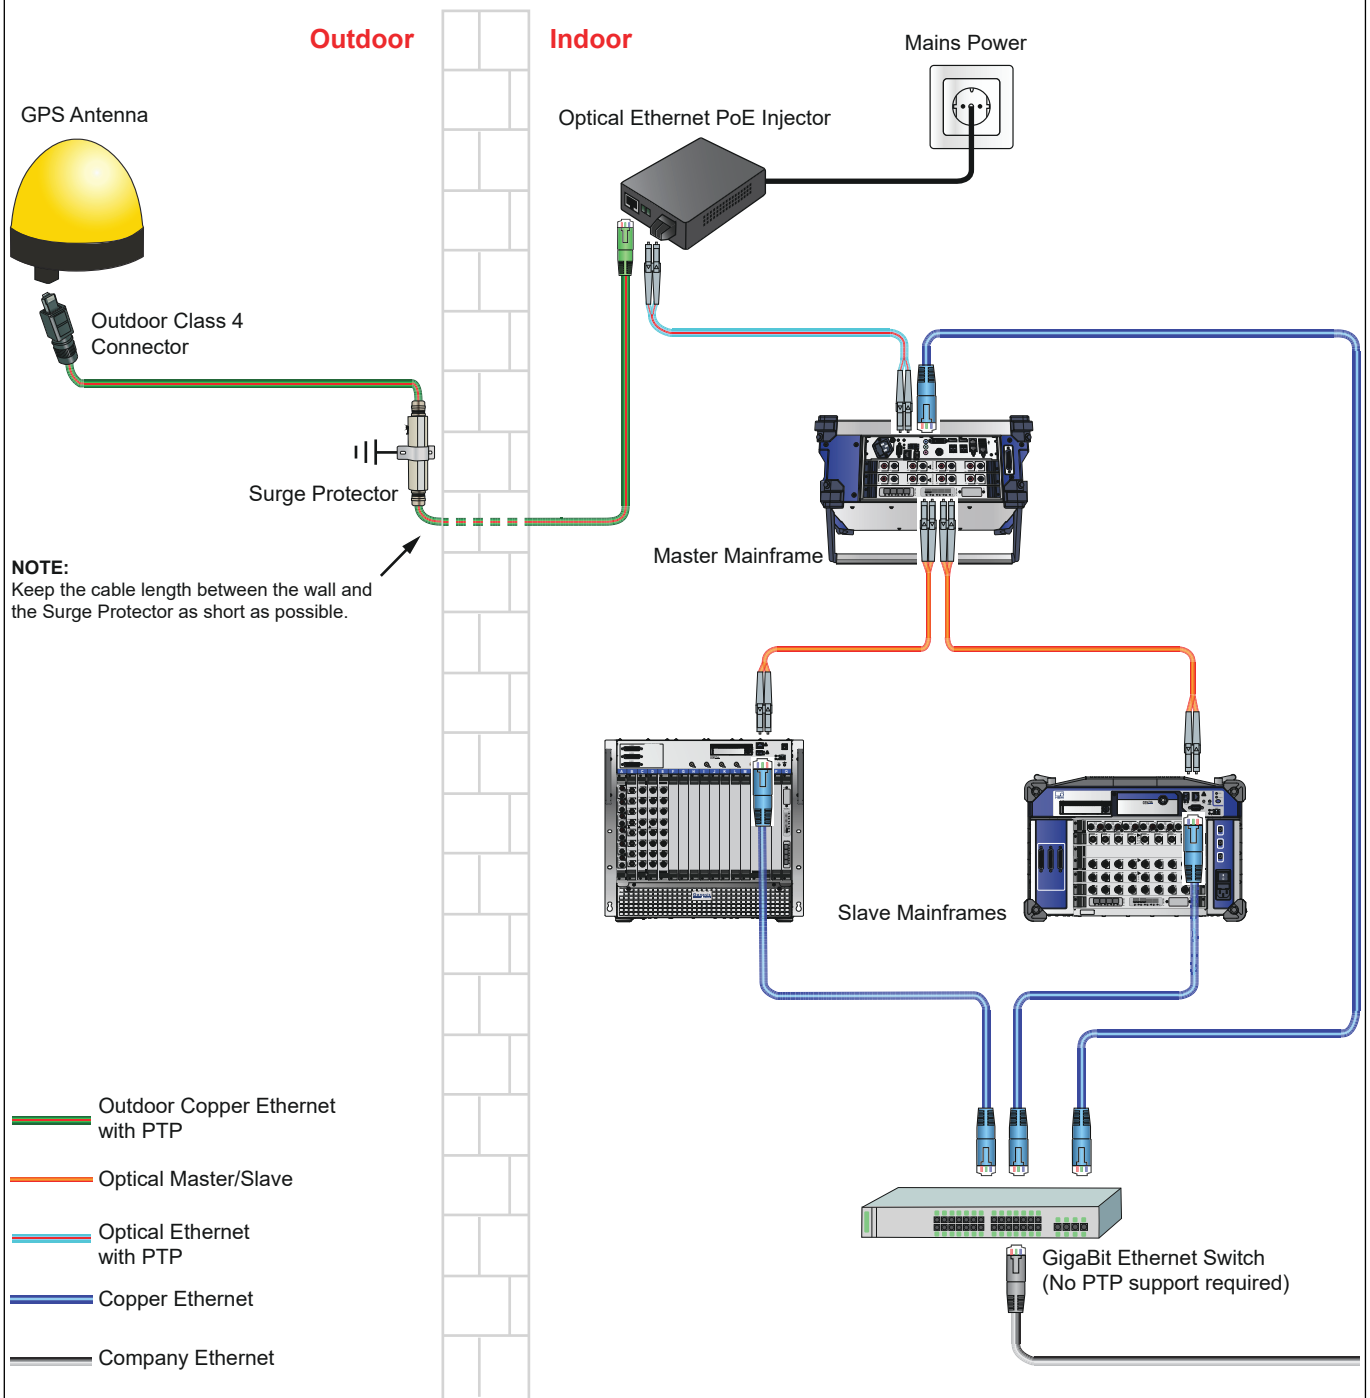 Outdoor
Indoor
Mains Power
GPS Antenna
Optical Ethernet PoE Injector
Outdoor Class 4
Connector
Surge Protector
Master Mainframe
NOTE:
Keep the cable length between the wall and
the Surge Protector as short as possible.
Slave Mainframes
Outdoor Copper Ethernet
with PTP
Optical Master/Slave
Optical Ethernet
with PTP
Copper Ethernet
Company Ethernet
GigaBit Ethernet Switch
(No PTP support required)